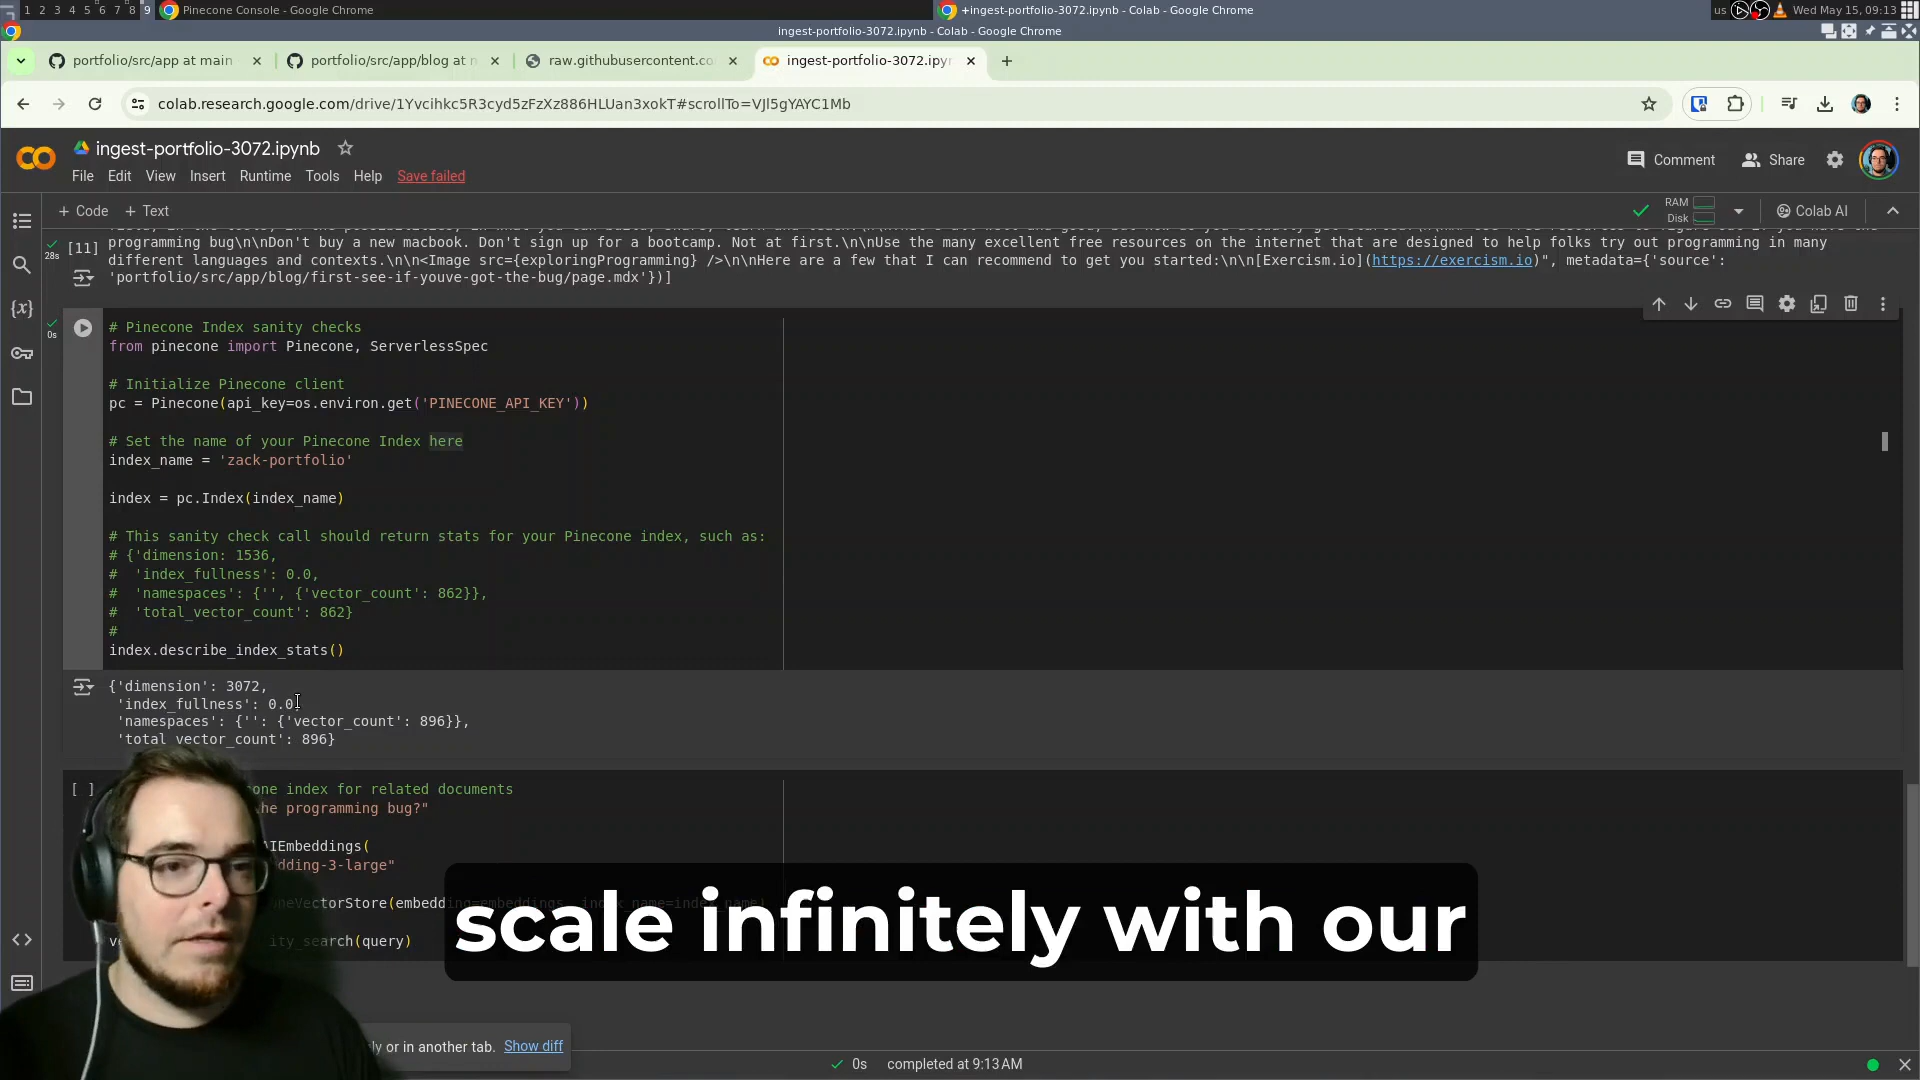 1 2 3 4 5 6 7 8 9 Pinecone Console - Google Chrome
+ingest-portfolio-3072.ipynb - Colab - Google Chrome
us
Wed May 15, 09:13
ingest-portfolio-3072.ipynb - Colab - Google Chrome
portfolio/src/app at main
portfolio/src/app/blog at
raw.githubusercontent.co
ingest-portfolio-3072.ipy
colab.research.google.com/drive/1Yvcihkc5R3cyd5zFzXz886HLUan3xokT#scrollTo=VJl5gYAYC1Mb
ingest-portfolio-3072.ipynb
Comment
Share
File Edit View Insert Runtime Tools Help Save failed
+ Code + Text
RAM
Disk
Colab AI
28s
[11] programming bug\n\nDon't buy a new macbook. Don't sign up for a bootcamp. Not at first.\n\nUse the many excellent free resources on the internet that are designed to help folks try out programming in many
different languages and contexts.\n\n<Image src={exploringProgramming} />\n\nHere are a few that I can recommend to get you started:\n\n[Exercism.io](https://exercism.io)", metadata={'source':
'portfolio/src/app/blog/first-see-if-youve-got-the-bug/page.mdx'})]
0s
# Pinecone Index sanity checks
from pinecone import Pinecone, ServerlessSpec
# Initialize Pinecone client
pc = Pinecone(api_key=os.environ.get('PINECONE_API_KEY'))
# Set the name of your Pinecone Index here
index_name = 'zack-portfolio'
index = pc.Index(index_name)
# This sanity check call should return stats for your Pinecone index, such as:
# {'dimension: 1536,
#  'index_fullness': 0.0,
#  'namespaces': {'', {'vector_count': 862}},
#  'total_vector_count': 862}
#
index.describe_index_stats()
{'dimension': 3072,
'index_fullness': 0.0
'namespaces': {'': {'vector_count': 896}},
'total_vector_count': 896}
[ ]
one index for related documents
he programming bug?"
AIEmbeddings(
dding-3-large"
oneVectorStore(embedding=embeddings, index_name=index_name)
ity_search(query)
scale infinitely with our
ly or in another tab. Show diff
0s completed at 9:13 AM